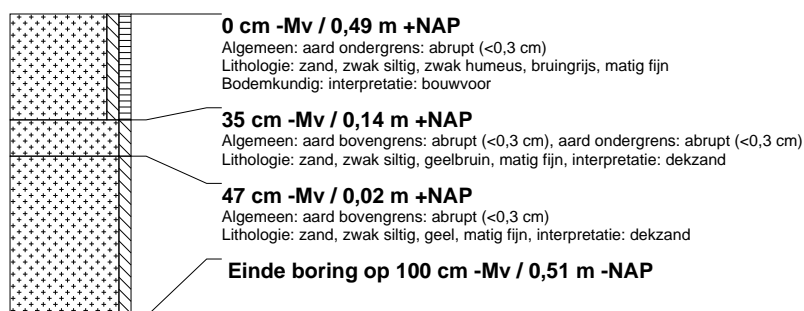 0 cm -Mv / 0,49 m +NAP
Algemeen: aard ondergrens: abrupt (<0,3 cm)
Lithologie: zand, zwak siltig, zwak humeus, bruingrijs, matig fijn
Bodemkundig: interpretatie: bouwvoor
35 cm -Mv / 0,14 m +NAP
Algemeen: aard bovengrens: abrupt (<0,3 cm), aard ondergrens: abrupt (<0,3 cm)
Lithologie: zand, zwak siltig, geelbruin, matig fijn, interpretatie: dekzand
47 cm -Mv / 0,02 m +NAP
Algemeen: aard bovengrens: abrupt (<0,3 cm)
Lithologie: zand, zwak siltig, geel, matig fijn, interpretatie: dekzand
Einde boring op 100 cm -Mv / 0,51 m -NAP